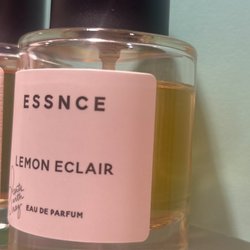 ESSNCE
LEMON ECLAIR
EAU DE PARFUM